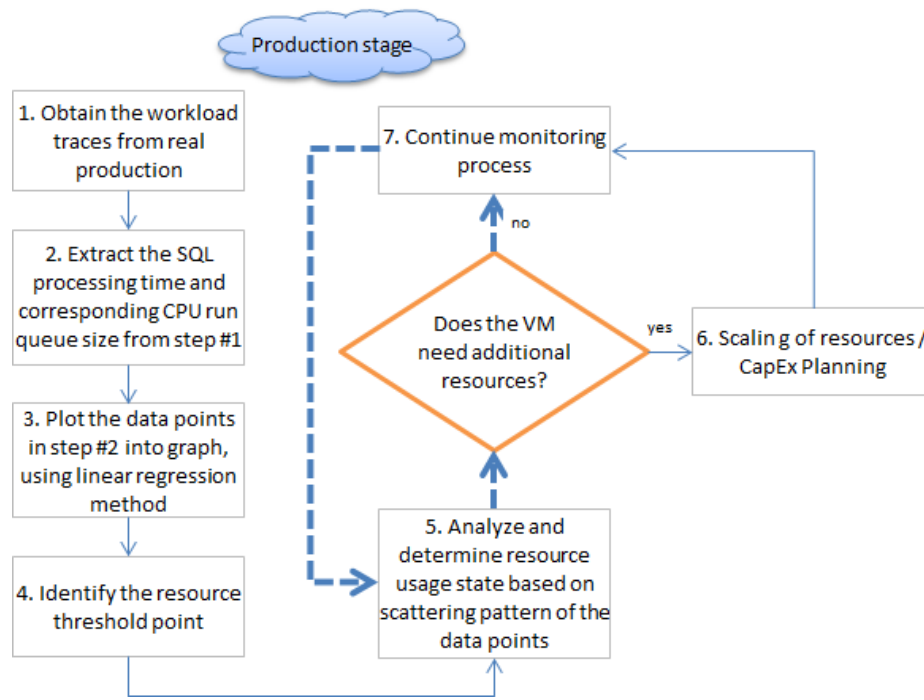 Production stage
1. Obtain the workload
traces from real
production
2. Extract the SQL
processing time and
corresponding CPU run
queue size from step #1
3. Plot the data points
in step #2 into graph,
using linear regression
method
4. Identify the resource
threshold point
5. Analyze and
determine resource
usage state based on
scattering pattern of the
data points
Does the VM
need additional
resources?
yes
6. Scalin g of resources /
CapEx Planning
no
7. Continue monitoring
process